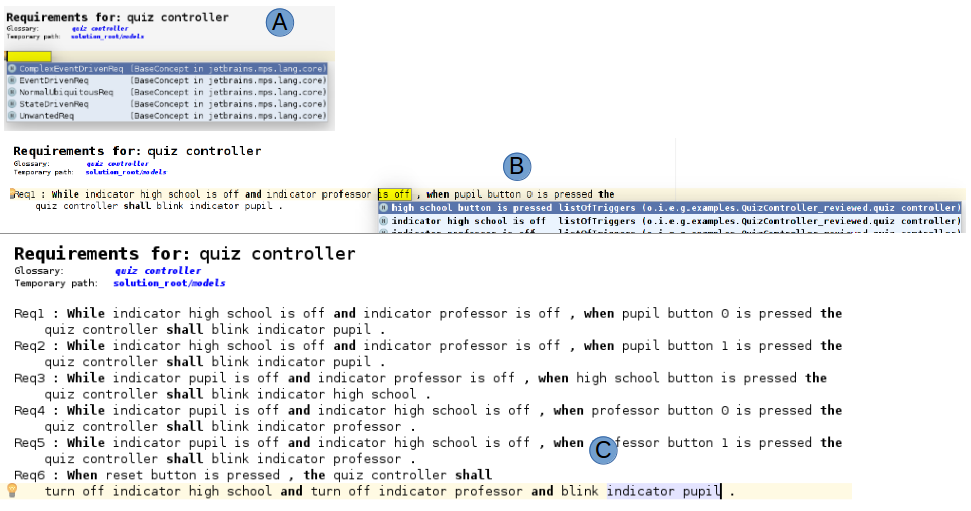 Requirements for: quiz controller
A
Glossary: quiz controller
Temporary path: solution_root/models
ComplexEventDrivenReq (BaseConcept in jetbrains.mps.lang.core)
EventDrivenReq (BaseConcept in jetbrains.mps.lang.core)
NormalUbiquitousReq (BaseConcept in jetbrains.mps.lang.core)
StateDrivenReq (BaseConcept in jetbrains.mps.lang.core)
UnwantedReq (BaseConcept in jetbrains.mps.lang.core)
Requirements for: quiz controller
B
Glossary: quiz controller
Temporary path: solution_root/models
Req1 : While indicator high school is off and indicator professor is off , when pupil button 0 is pressed the
quiz controller shall blink indicator pupil .
high school button is pressed listOfTriggers (o.i.e.g.examples.QuizController_reviewed.quiz controller)
indicator high school is off listOfTriggers (o.i.e.g.examples.QuizController_reviewed.quiz controller)
Requirements for: quiz controller
Glossary: quiz controller
Temporary path: solution_root/models
Req1 : While indicator high school is off and indicator professor is off , when pupil button 0 is pressed the
quiz controller shall blink indicator pupil .
Req2 : While indicator high school is off and indicator professor is off , when pupil button 1 is pressed the
quiz controller shall blink indicator pupil .
Req3 : While indicator pupil is off and indicator professor is off , when high school button is pressed the
quiz controller shall blink indicator high school .
Req4 : While indicator pupil is off and indicator high school is off , when professor button 0 is pressed the
quiz controller shall blink indicator professor .
Req5 : While indicator pupil is off and indicator high school is off , when C fessor button 1 is pressed the
quiz controller shall blink indicator professor .
Req6 : When reset button is pressed , the quiz controller shall
turn off indicator high school and turn off indicator professor and blink indicator pupil .